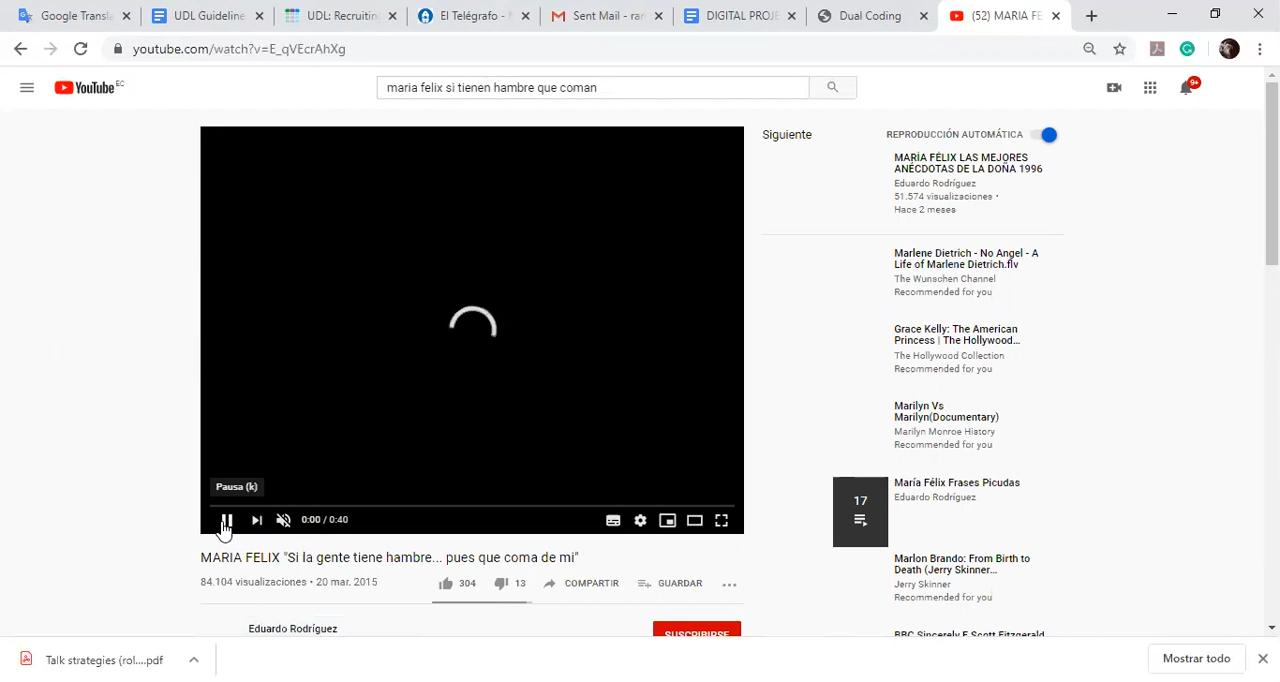 Google Transla
UDL Guideline
UDL: Recruiting
El Telégrafo - N
Sent Mail - ran
DIGITAL PROJE
Dual Coding
(52) MARIA FE
youtube.com/watch?v=E_qVEcrAhXg
YouTube EC
maria felix si tienen hambre que coman
9+
Siguiente
REPRODUCCIÓN AUTOMÁTICA
MARÍA FÉLIX LAS MEJORES
ANÉCDOTAS DE LA DOÑA 1996
Eduardo Rodríguez
51.574 visualizaciones •
Hace 2 meses
Marlene Dietrich - No Angel - A
Life of Marlene Dietrich.flv
The Wunschen Channel
Recommended for you
Grace Kelly: The American
Princess | The Hollywood...
The Hollywood Collection
Recommended for you
Marilyn Vs
Marilyn(Documentary)
Marilyn Monroe History
Recommended for you
17
María Félix Frases Picudas
Eduardo Rodríguez
Marlon Brando: From Birth to
Death (Jerry Skinner...
Jerry Skinner
Recommended for you
BBC Sincerely F Scott Fitzgerald
Pausa (k)
0:00 / 0:40
MARIA FELIX "Si la gente tiene hambre... pues que coma de mi"
84.104 visualizaciones • 20 mar. 2015
304
13
COMPARTIR
GUARDAR
Eduardo Rodríguez
SUSCRIBIRSE
Talk strategies (rol....pdf
Mostrar todo